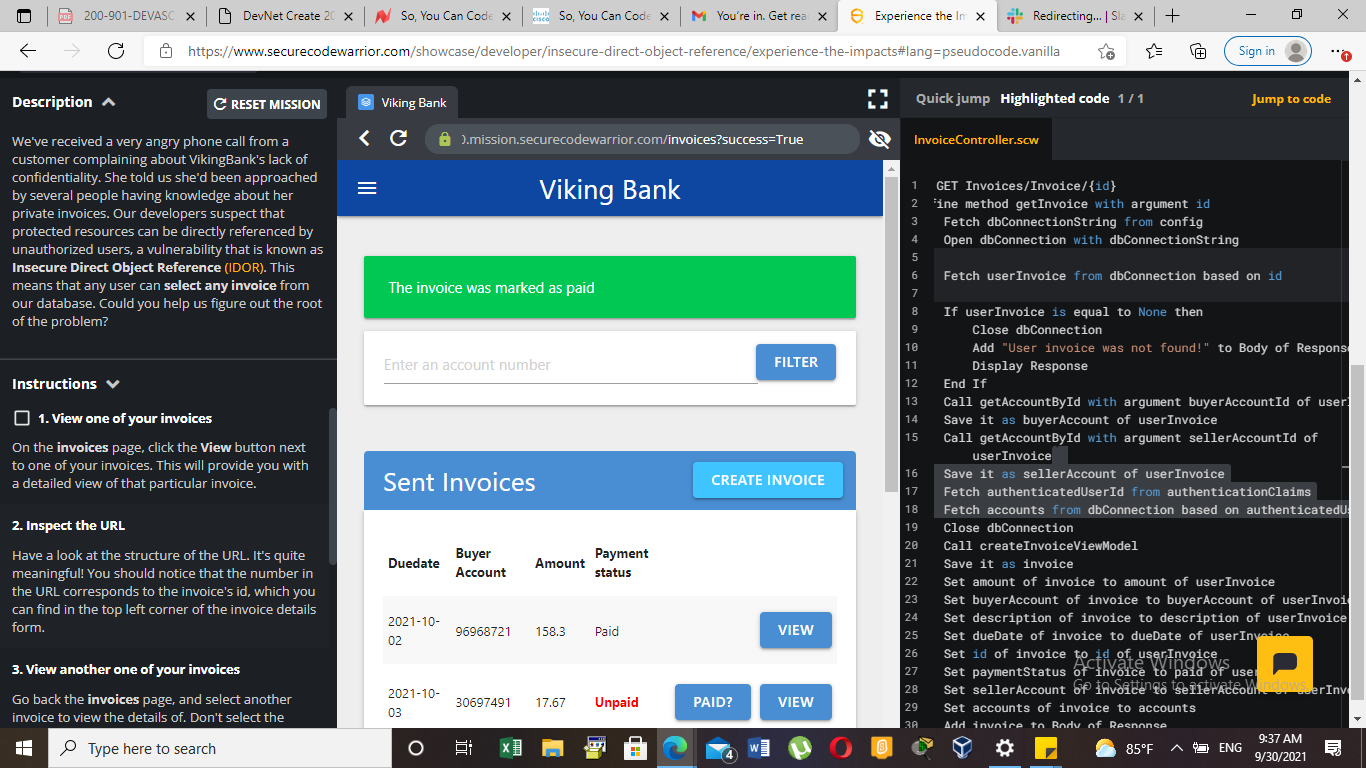 200-901-DEVASC
DevNet Create 20
So, You Can Code
So, You Can Code
You're in. Get rea
Experience the Im
Redirecting... | Sla
https://www.securecodewarrior.com/showcase/developer/insecure-direct-object-reference/experience-the-impacts#lang=pseudocode.vanilla
Sign in
Description
RESET MISSION
We've received a very angry phone call from a
customer complaining about VikingBank's lack of
confidentiality. She told us she'd been approached
by several people having knowledge about her
private invoices. Our developers suspect that
protected resources can be directly referenced by
unauthorized users, a vulnerability that is known as
Insecure Direct Object Reference (IDOR). This
means that any user can select any invoice from
our database. Could you help us figure out the root
of the problem?
Instructions
1. View one of your invoices
On the invoices page, click the View button next
to one of your invoices. This will provide you with
a detailed view of that particular invoice.
2. Inspect the URL
Have a look at the structure of the URL. It's quite
meaningful! You should notice that the number in
the URL corresponds to the invoice's id, which you
can find in the top left corner of the invoice details
form.
3. View another one of your invoices
Go back the invoices page, and select another
invoice to view the details of. Don't select the
Viking Bank
.mission.securecodewarrior.com/invoices?success=True
Viking Bank
The invoice was marked as paid
Enter an account number
FILTER
Sent Invoices
CREATE INVOICE
Duedate Buyer Account Amount Payment status
2021-10-02 96968721 158.3 Paid VIEW
2021-10-03 30697491 17.67 Unpaid PAID? VIEW
Quick jump Highlighted code 1 / 1 Jump to code
InvoiceController.scw
1 GET Invoices/Invoice/{id}
2 fine method getInvoice with argument id
3 Fetch dbConnectionString from config
4 Open dbConnection with dbConnectionString
5
6 Fetch userInvoice from dbConnection based on id
7
8 If userInvoice is equal to None then
9 Close dbConnection
10 Add "User invoice was not found!" to Body of Response
11 Display Response
12 End If
13 Call getAccountById with argument buyerAccountId of userI
14 Save it as buyerAccount of userInvoice
15 Call getAccountById with argument sellerAccountId of
userInvoice
16 Save it as sellerAccount of userInvoice
17 Fetch authenticatedUserId from authenticationClaims
18 Fetch accounts from dbConnection based on authenticatedUs
19 Close dbConnection
20 Call createInvoiceViewModel
21 Save it as invoice
22 Set amount of invoice to amount of userInvoice
23 Set buyerAccount of invoice to buyerAccount of userInvoi
24 Set description of invoice to description of userInvoice
25 Set dueDate of invoice to dueDate of userInvoice
26 Set id of invoice to id of userInvoice
27 Set paymentStatus of invoice to paid of user
28 Set sellerAccount of invoice to sellerAccount userInv
29 Set accounts of invoice to accounts
30 Add invoice to Body of Response
Activate Windows
Go to Settings to activate Windows.
Type here to search
4
85°F
ENG
9:37 AM
9/30/2021